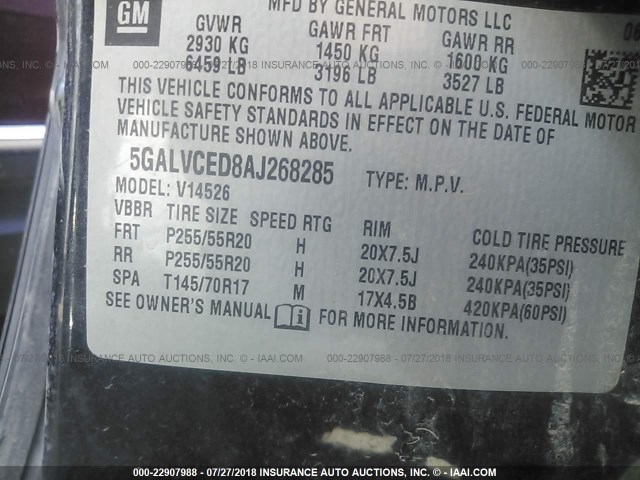 GM
MFD BY GENERAL MOTORS LLC
GVWR GAWR FRT GAWR RR
2930 KG 1450 KG 1600 KG
6459 LB 3196 LB 3527 LB
THIS VEHICLE CONFORMS TO ALL APPLICABLE U.S. FEDERAL MOTOR
VEHICLE SAFETY STANDARDS IN EFFECT ON THE DATE OF
MANUFACTURE SHOWN ABOVE.
5GALVCED8AJ268285 TYPE: M.P.V.
MODEL: V14526
VBBR TIRE SIZE SPEED RTG RIM COLD TIRE PRESSURE
FRT P255/55R20 H 20X7.5J 240KPA(35PSI)
RR P255/55R20 H 20X7.5J 240KPA(35PSI)
SPA T145/70R17 M 17X4.5B 420KPA(60PSI)
SEE OWNER'S MANUAL FOR MORE INFORMATION.
000-22907988 / 07/27/2018 INSURANCE AUTO AUCTIONS, INC. - © IAAI.COM